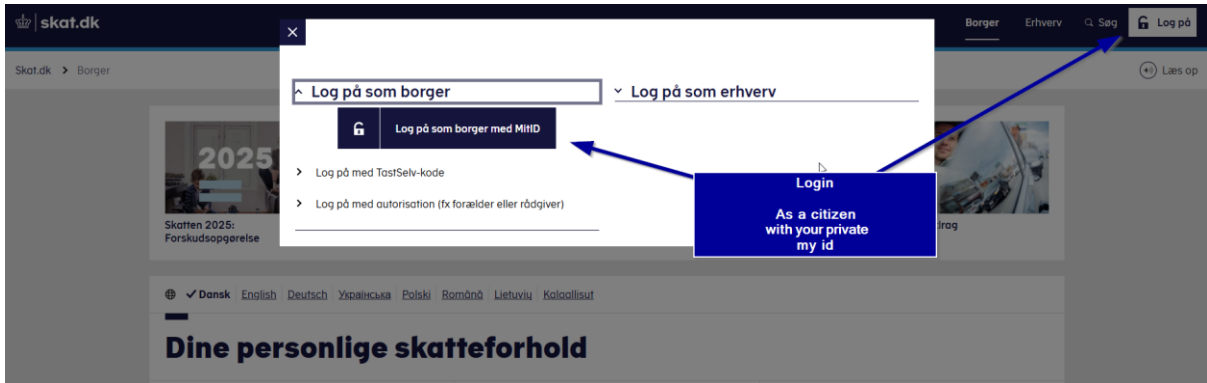 skat.dk
Borger Erhverv Søg Log på
Skat.dk > Borger
Læs op
Log på som borger
Log på som erhverv
Log på som borger med MitID
Log på med TastSelv-kode
Log på med autorisation (fx forælder eller rådgiver)
Login
As a citizen
with your private
my id
2025
Skatten 2025:
Forskudsopgørelse
drag
Dansk English Deutsch Українська Polski Română Lietuvių Kalaallisut
Dine personlige skatteforhold